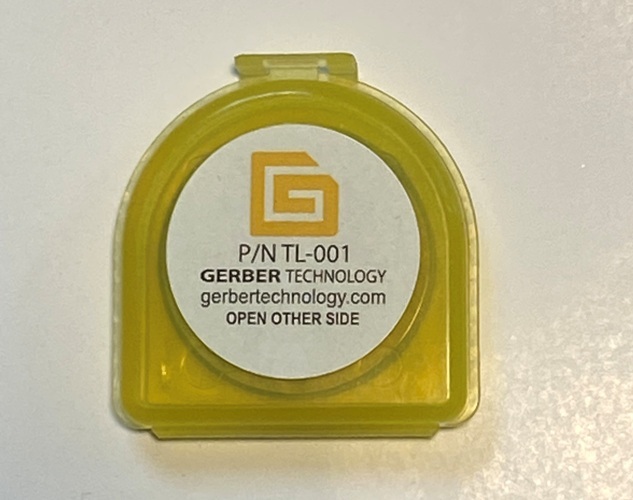 P/N TL-001
GERBER TECHNOLOGY
gerbertechnology.com
OPEN OTHER SIDE